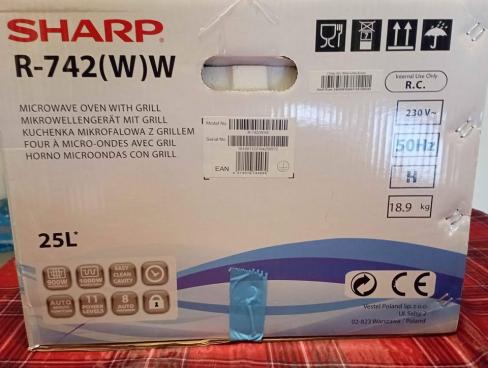 SHARP
R-742(W)W
MICROWAVE OVEN WITH GRILL
MIKROWELLENGERÄT MIT GRILL
KUCHENKA MIKROFALOWA Z GRILLEM
FOUR À MICRO-ONDES AVEC GRIL
HORNO MICROONDAS CON GRILL
Model No.
Serial No.
EAN
Internal Use Only
R.C.
230 V~
50Hz
H
18.9 kg
25L*
900W
1000W
EASY
CLEAN
CAVITY
AUTO
11
POWER
LEVELS
8
AUTO
CE
Vestel Poland Sp. z o.o.
02-823 Warszawa / Poland